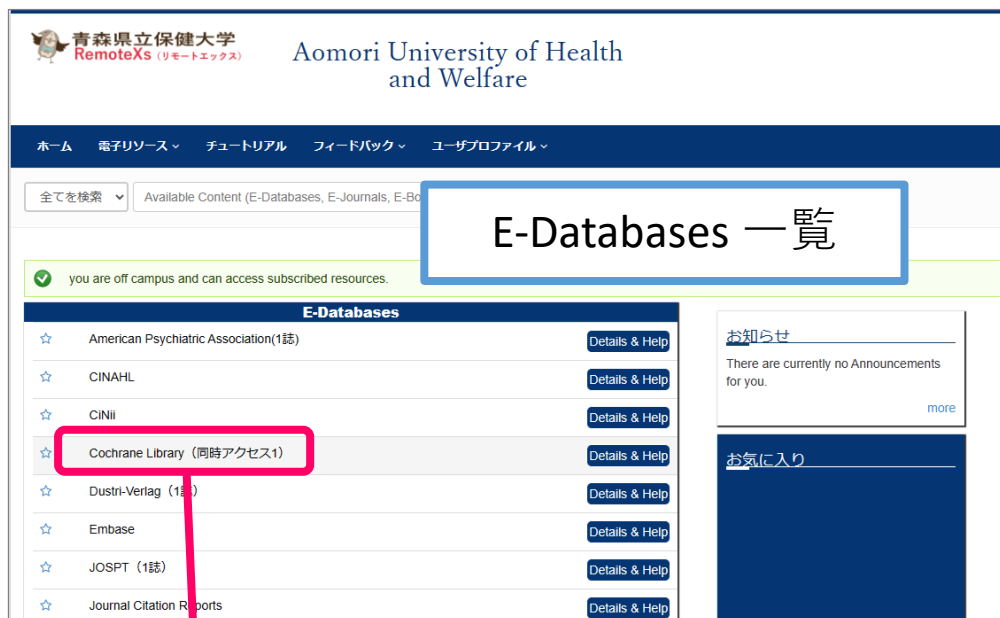 青森県立保健大学
RemoteXs（リモートエックス）
Aomori University of Health
and Welfare
ホーム 電子リソース チュートリアル フィードバック ユーザプロファイル
全てを検索 Available Content (E-Databases, E-Journals, E-Bo
E-Databases 一覧
you are off campus and can access subscribed resources.
E-Databases
American Psychiatric Association(1誌) Details & Help
CINAHL Details & Help
CiNii Details & Help
Cochrane Library（同時アクセス1） Details & Help
Dustri-Verlag（1誌） Details & Help
Embase Details & Help
JOSPT（1誌） Details & Help
Journal Citation Reports Details & Help
お知らせ
There are currently no Announcements
for you.
more
お気に入り